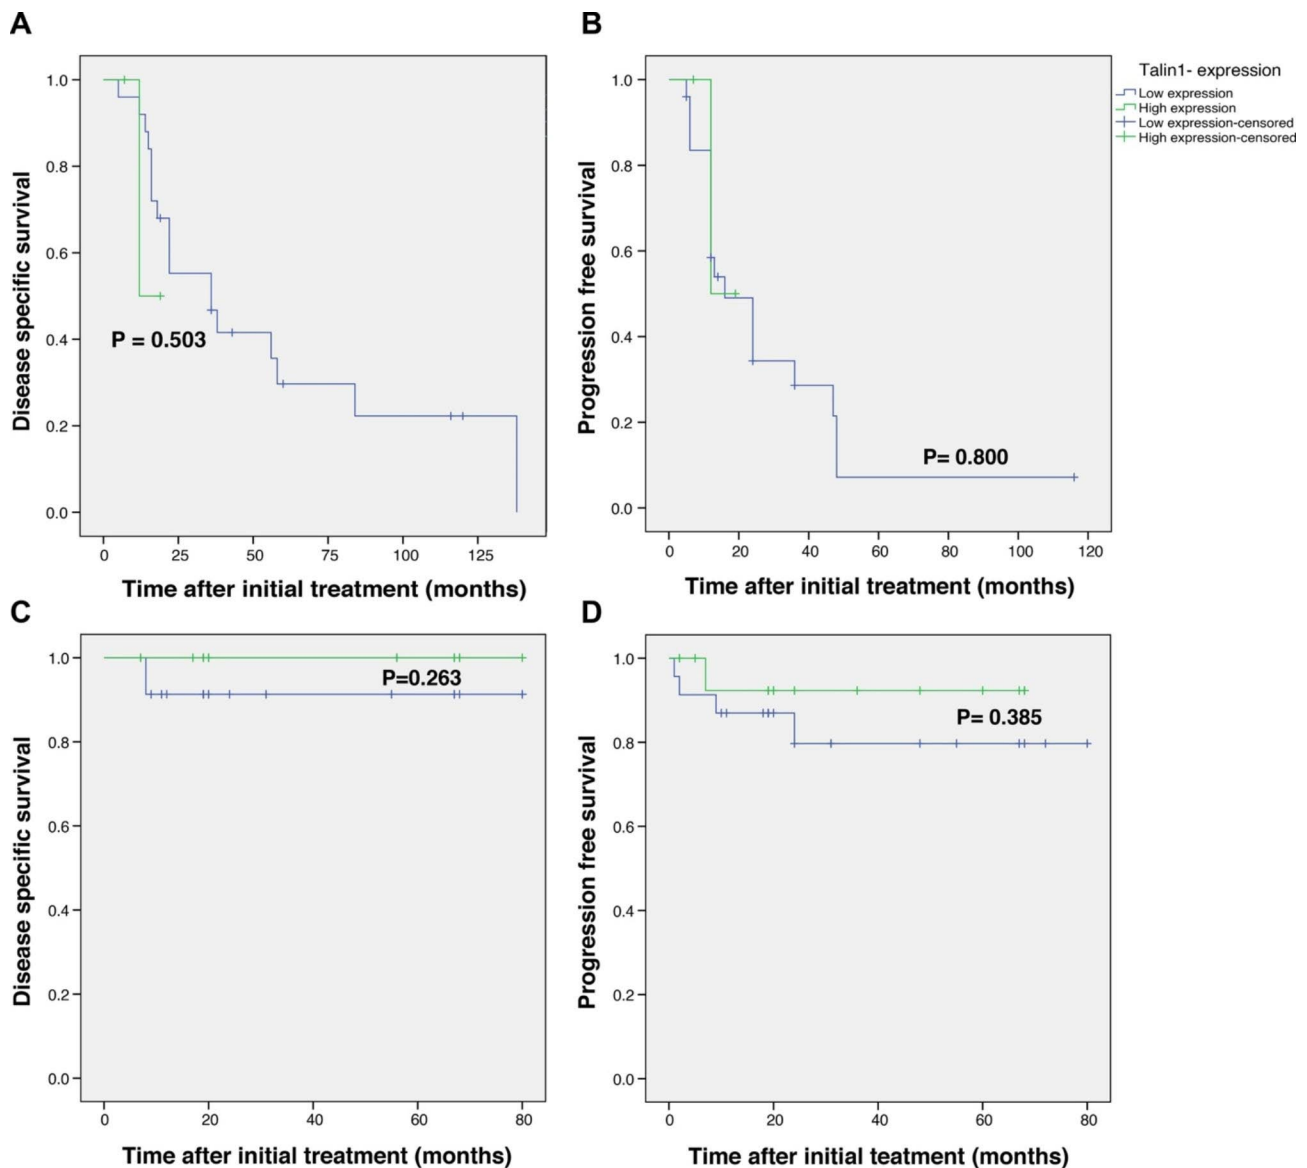 A
Disease specific survival
1.0
0.8
0.6
0.4
0.2
0.0
P = 0.503
0 25 50 75 100 125
Time after initial treatment (months)
B
Progression free survival
1.0
0.8
0.6
0.4
0.2
0.0
P= 0.800
0 20 40 60 80 100 120
Time after initial treatment (months)
Talin1- expression
Low expression
High expression
Low expression-censored
High expression-censored
C
Disease specific survival
1.0
0.8
0.6
0.4
0.2
0.0
P=0.263
0 20 40 60 80
Time after initial treatment (months)
D
Progression free survival
1.0
0.8
0.6
0.4
0.2
0.0
P= 0.385
0 20 40 60 80
Time after initial teatment (months)